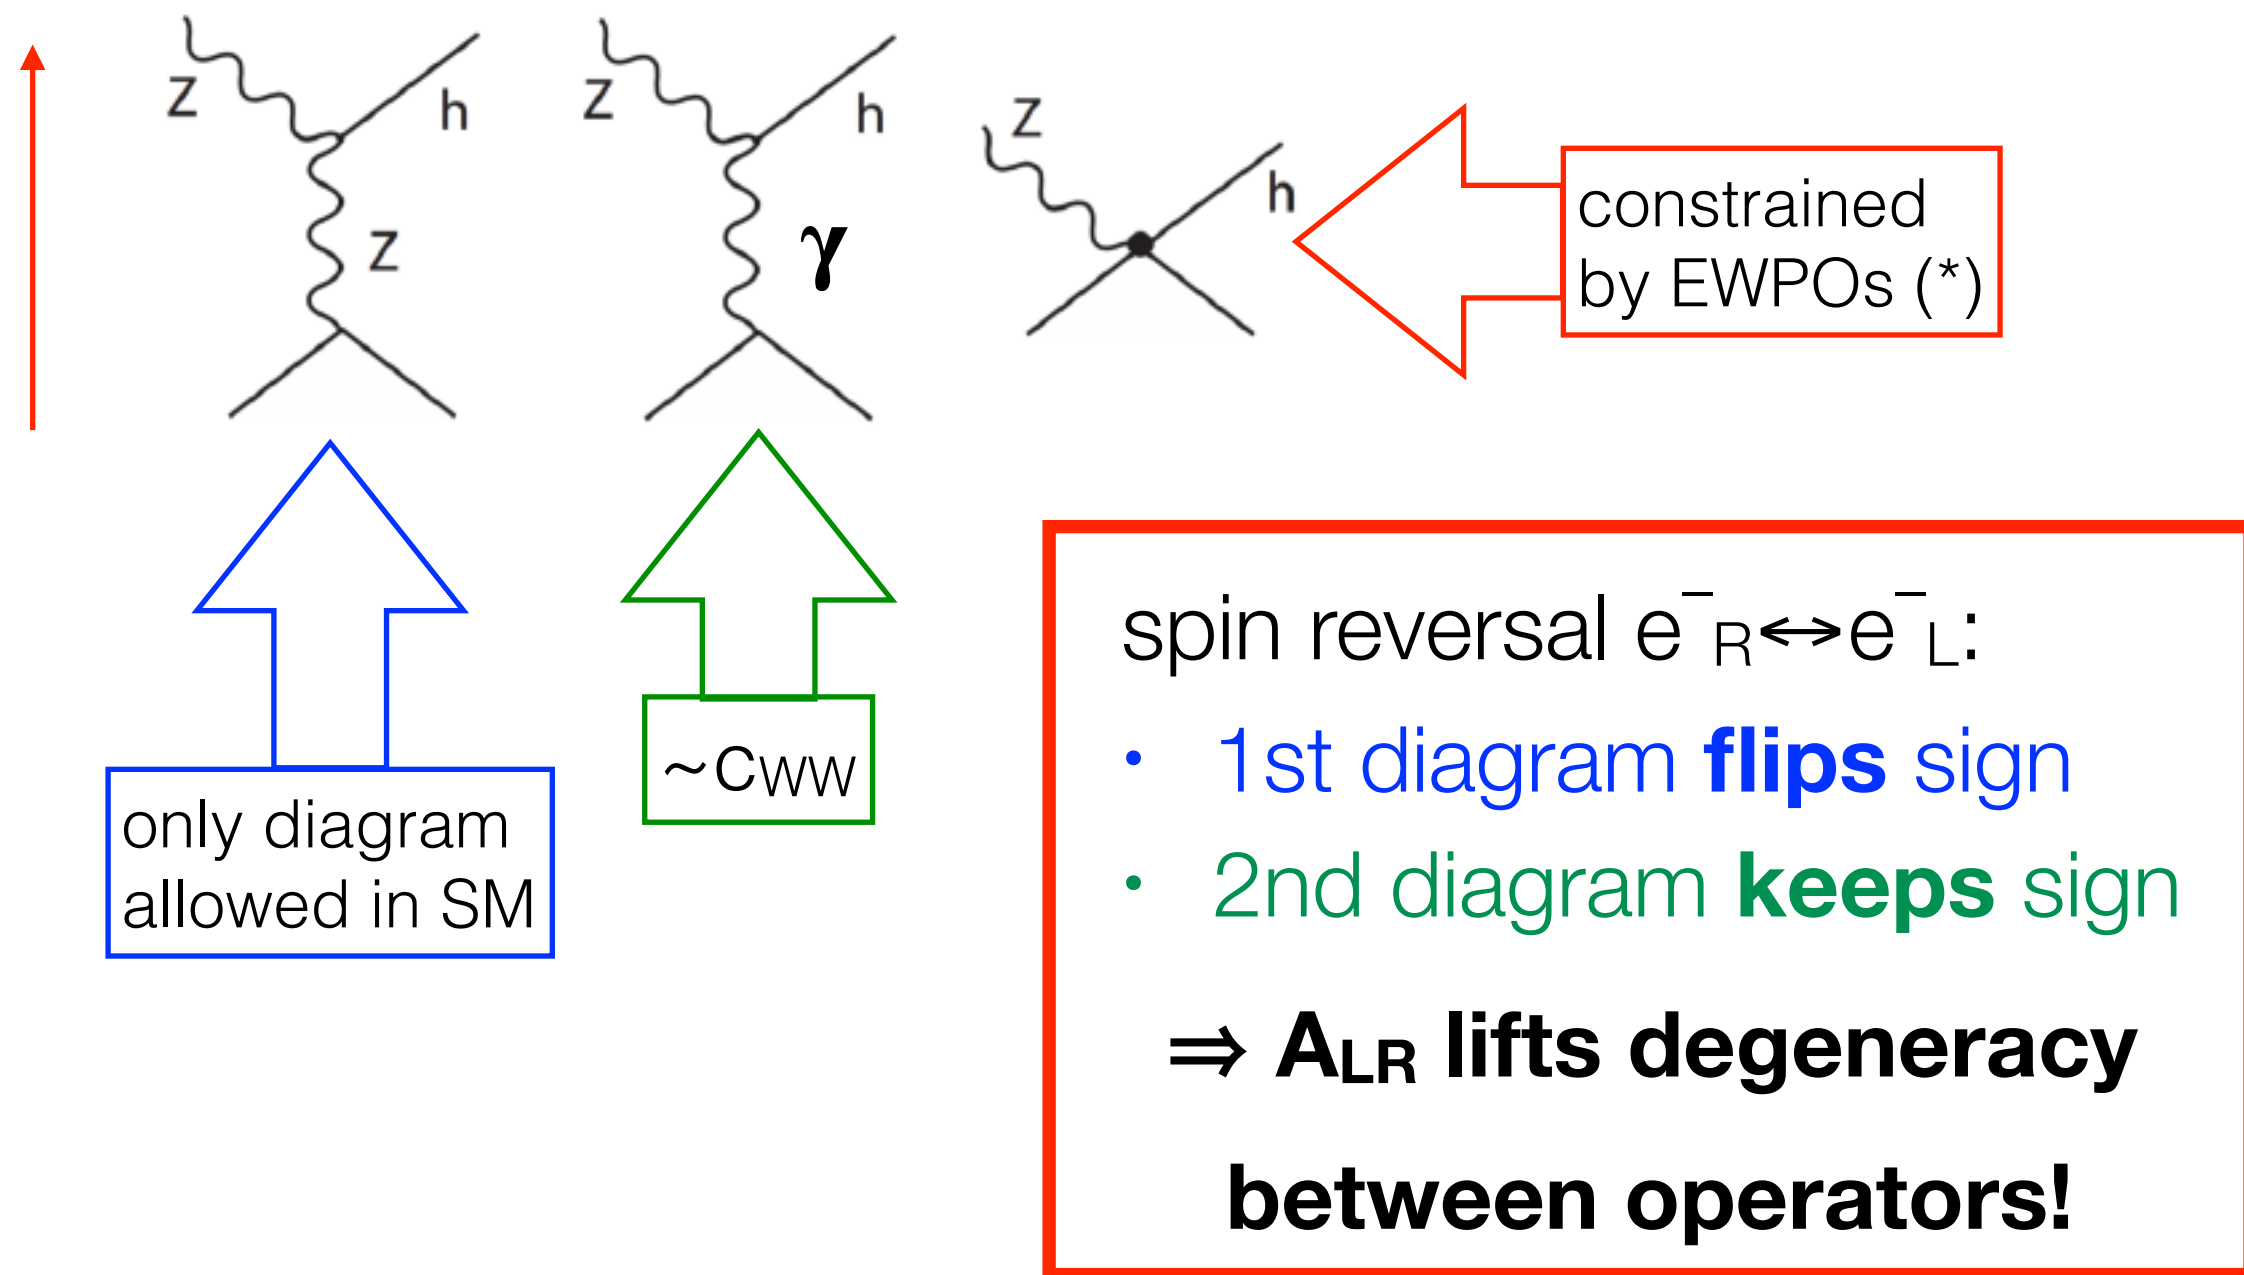 Z
h
Z
Z
h
γ
Z
h
constrained
by EWPOs (*)
only diagram
allowed in SM
~cWW
spin reversal e⁻R↔e⁻L:
• 1st diagram flips sign
• 2nd diagram keeps sign
⇒ ALR lifts degeneracy
between operators!